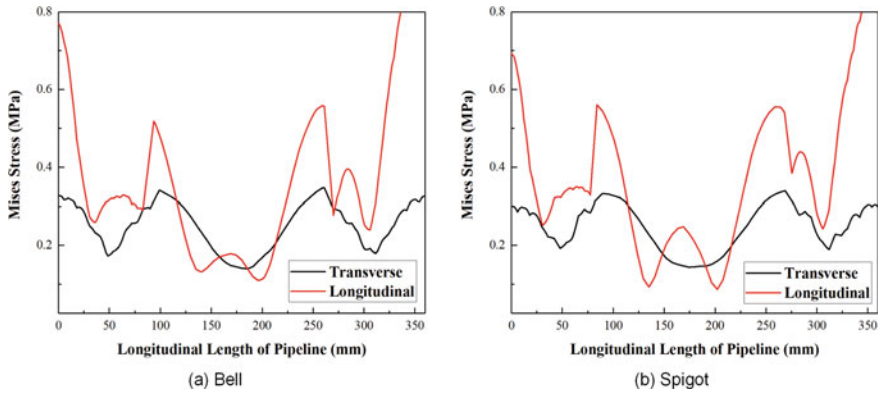 0.8
0.6
0.4
0.2
Mises Stress (MPa)
0 50 100 150 200 250 300 350
Longitudinal Length of Pipeline (mm)
Transverse
Longitudinal
(a) Bell
0.8
0.6
0.4
0.2
Mises Stress (MPa)
0 50 100 150 200 250 300 350
Longitudinal Length of Pipeline (mm)
Transverse
Longitudinal
(b) Spigot